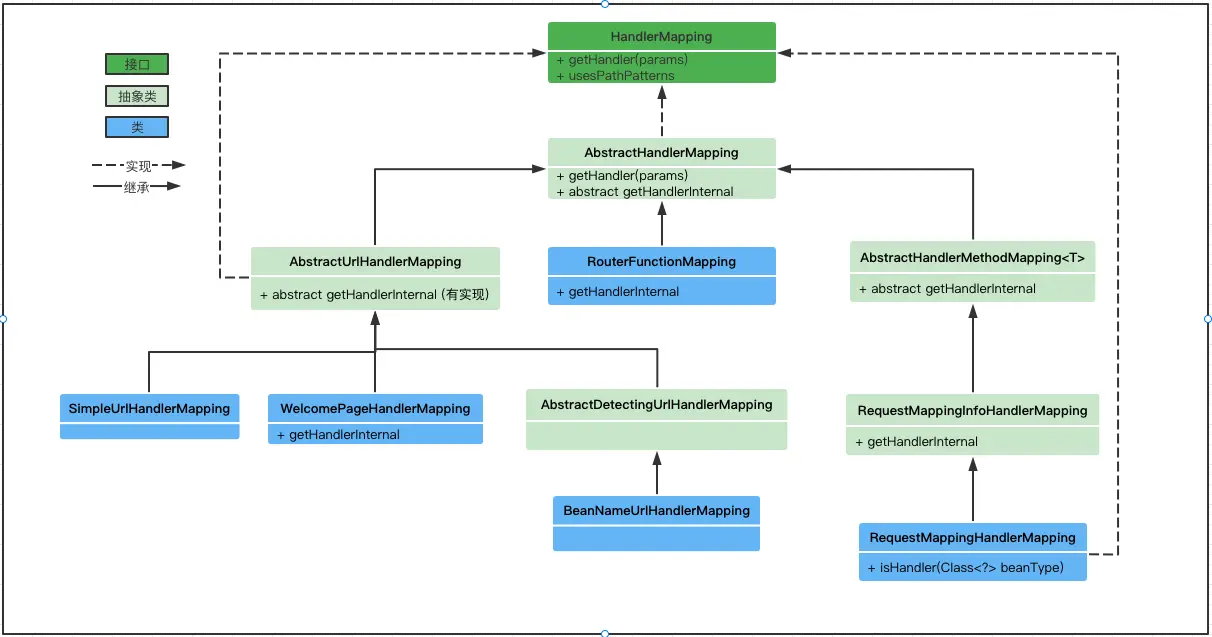 HandlerMapping
+ getHandler(params)
+ usesPathPatterns
接口
抽象类
类
实现
继承
AbstractHandlerMapping
+ getHandler(params)
+ abstract getHandlerInternal
AbstractUrlHandlerMapping
+ abstract getHandlerInternal (有实现)
RouterFunctionMapping
+ getHandlerInternal
AbstractHandlerMethodMapping<T>
+ abstract getHandlerInternal
SimpleUrlHandlerMapping
WelcomePageHandlerMapping
+ getHandlerInternal
AbstractDetectingUrlHandlerMapping
RequestMappingInfoHandlerMapping
+ getHandlerInternal
BeanNameUrlHandlerMapping
RequestMappingHandlerMapping
+ isHandler(Class<?> beanType)